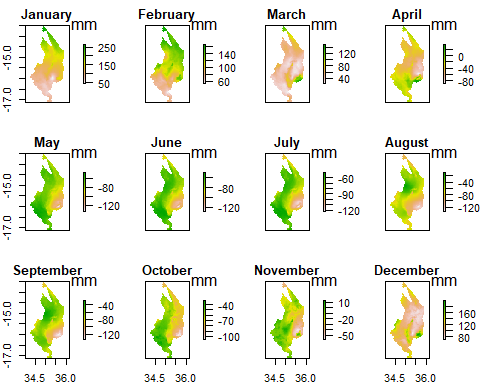 January
mm
250
150
50
-15.0
-17.0
February
mm
140
100
60
March
mm
120
80
40
April
mm
0
-40
-80
May
mm
-80
-120
-15.0
-17.0
June
mm
-80
-120
July
mm
-60
-90
-120
August
mm
-40
-80
-120
September
mm
-40
-80
-120
-15.0
-17.0
34.5 36.0
October
mm
-40
-70
-100
34.5 36.0
November
mm
10
-20
-50
34.5 36.0
December
mm
160
120
80
34.5 36.0